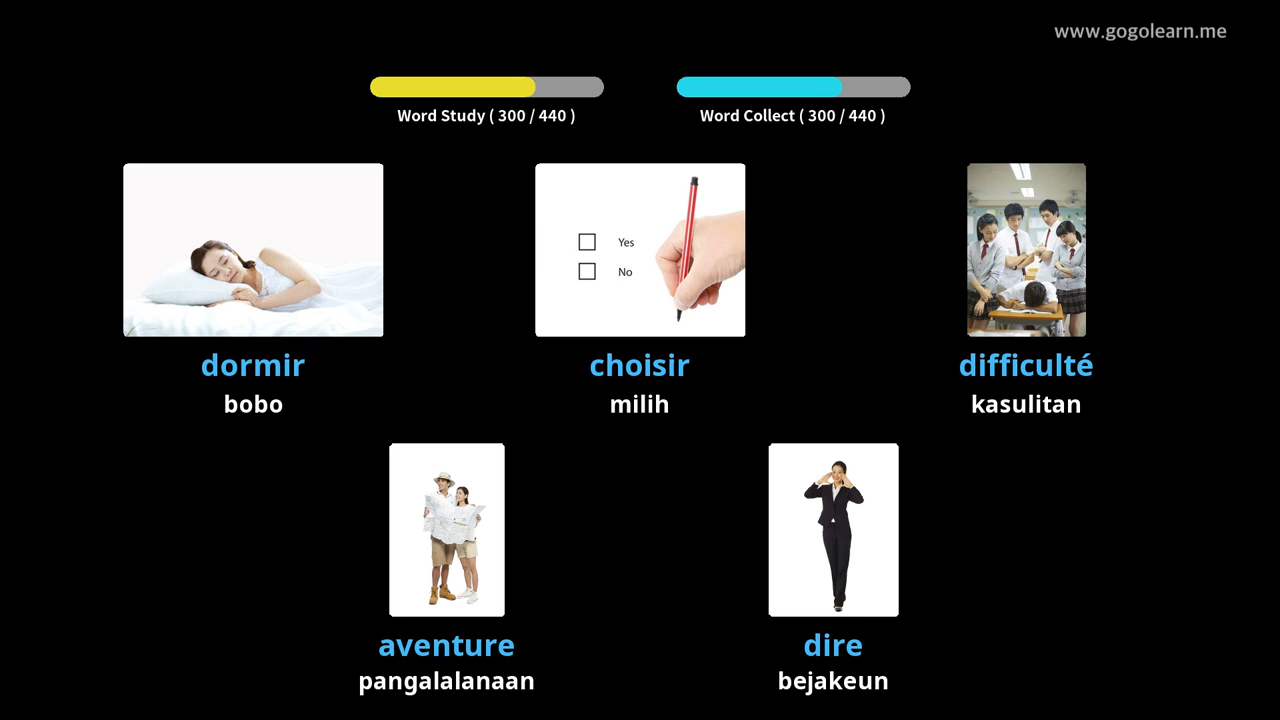 www.gogolearn.me
Word Study ( 300 / 440 )
Word Collect ( 300 / 440 )
Yes
No
dormir
bobo
choisir
milih
difficulté
kasulitan
aventure
pangalalanaan
dire
bejakeun